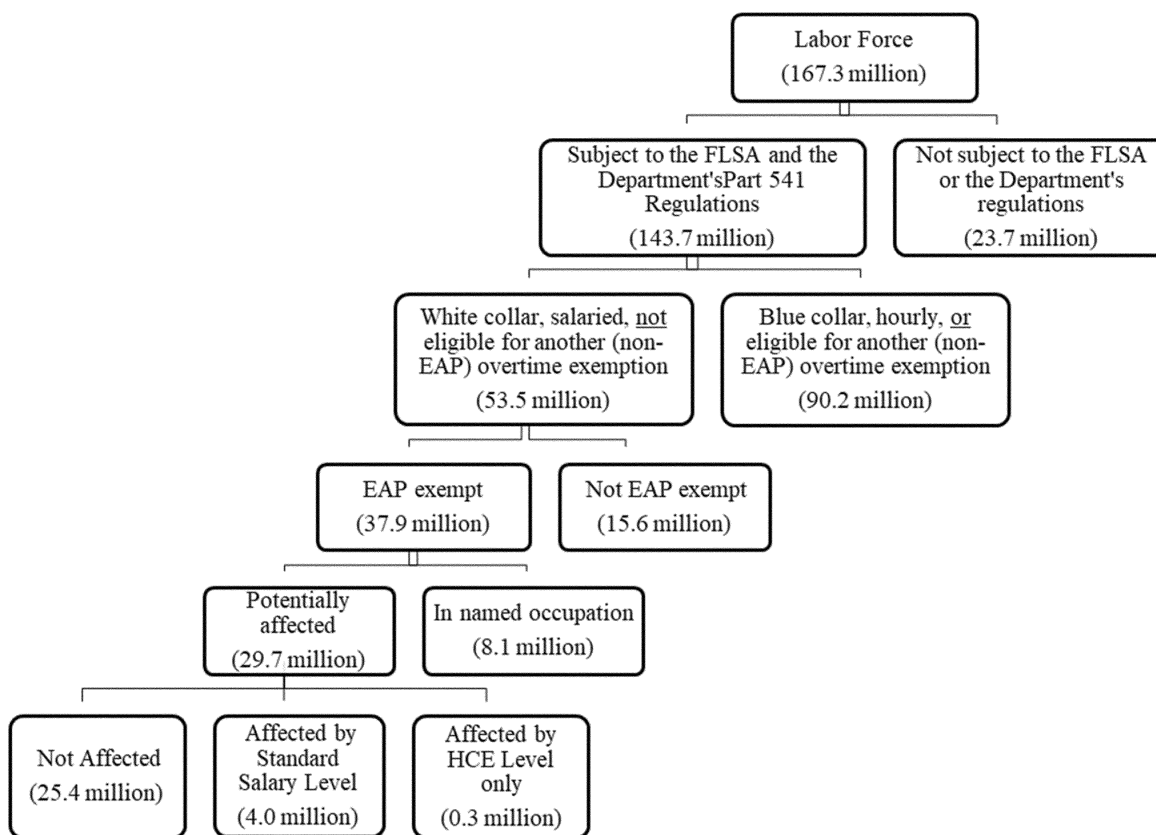 Labor Force
(167.3 million)
Subject to the FLSA and the
Department'sPart 541
Regulations
(143.7 million)
Not subject to the FLSA
or the Department's
regulations
(23.7 million)
White collar, salaried, not
eligible for another (non-
EAP) overtime exemption
(53.5 million)
Blue collar, hourly, or
eligible for another (non-
EAP) overtime exemption
(90.2 million)
EAP exempt
(37.9 million)
Not EAP exempt
(15.6 million)
Potentially
affected
(29.7 million)
In named occupation
(8.1 million)
Not Affected
(25.4 million)
Affected by
Standard
Salary Level
(4.0 million)
Affected by
HCE Level
only
(0.3 million)